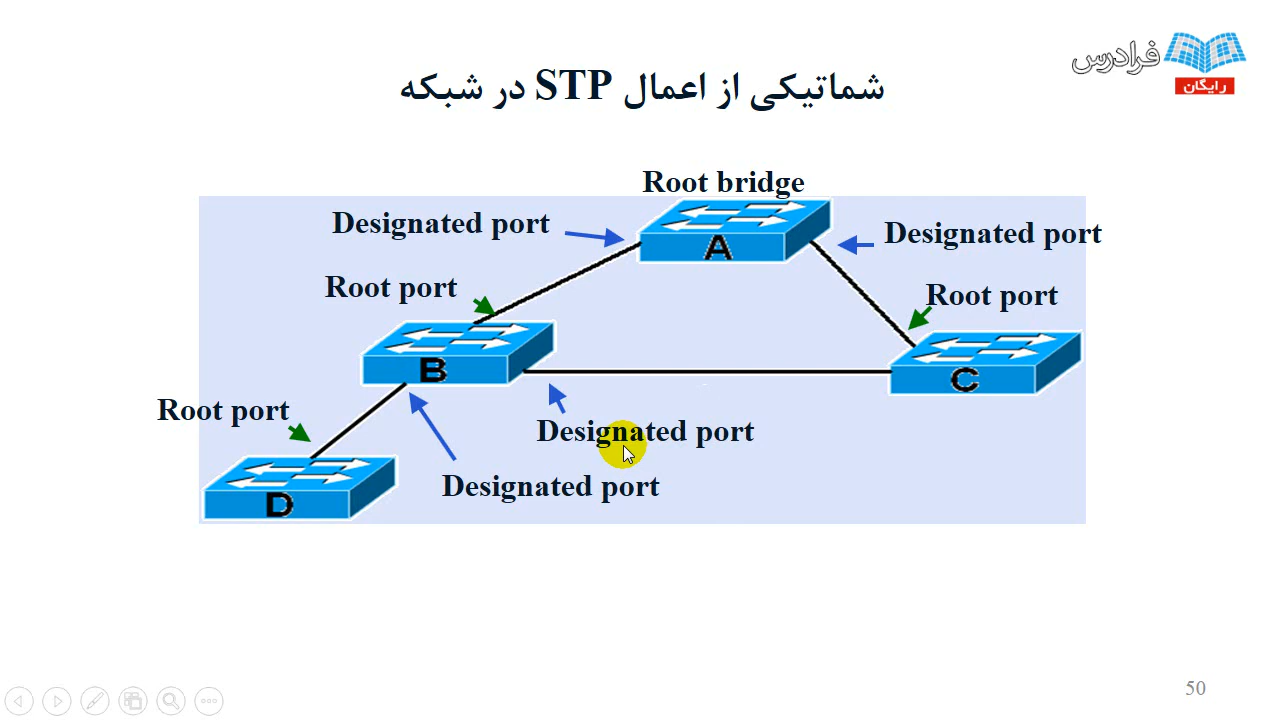 فرادرس
رایگان
شماتیکی از اعمال STP در شبکه
Root bridge
Designated port
Designated port
A
Root port
Root port
B
C
Root port
Designated port
Designated port
D
50